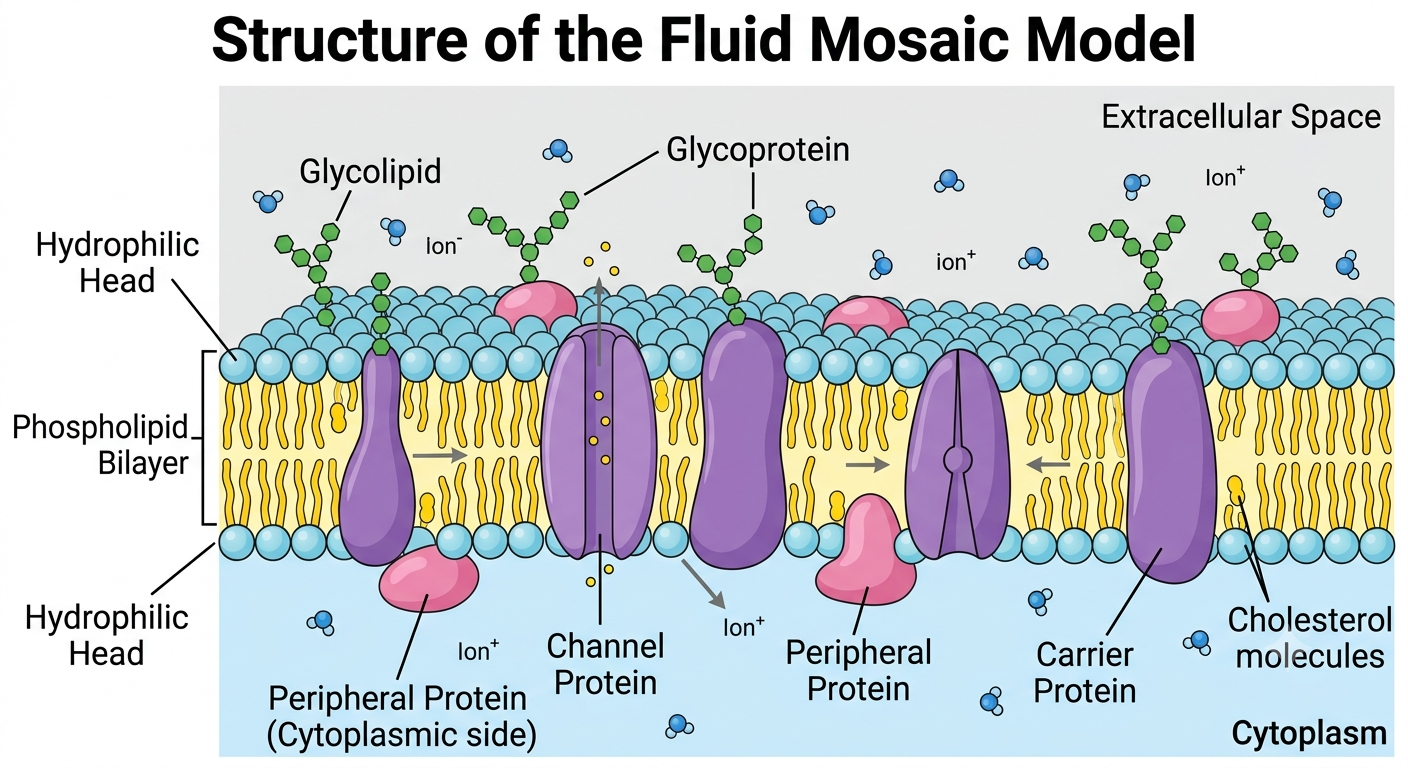 Structure of the Fluid Mosaic Model
Extracellular Space
Glycoprotein
Glycolipid
Ion⁺
Hydrophilic
Head
Ion⁻
ion⁺
Phospholipid
Bilayer
Hydrophilic
Head
Ion⁺
Ion⁺
Channel
Protein
Peripheral
Protein
Carrier
Protein
Cholesterol
molecules
Peripheral Protein
(Cytoplasmic side)
Cytoplasm